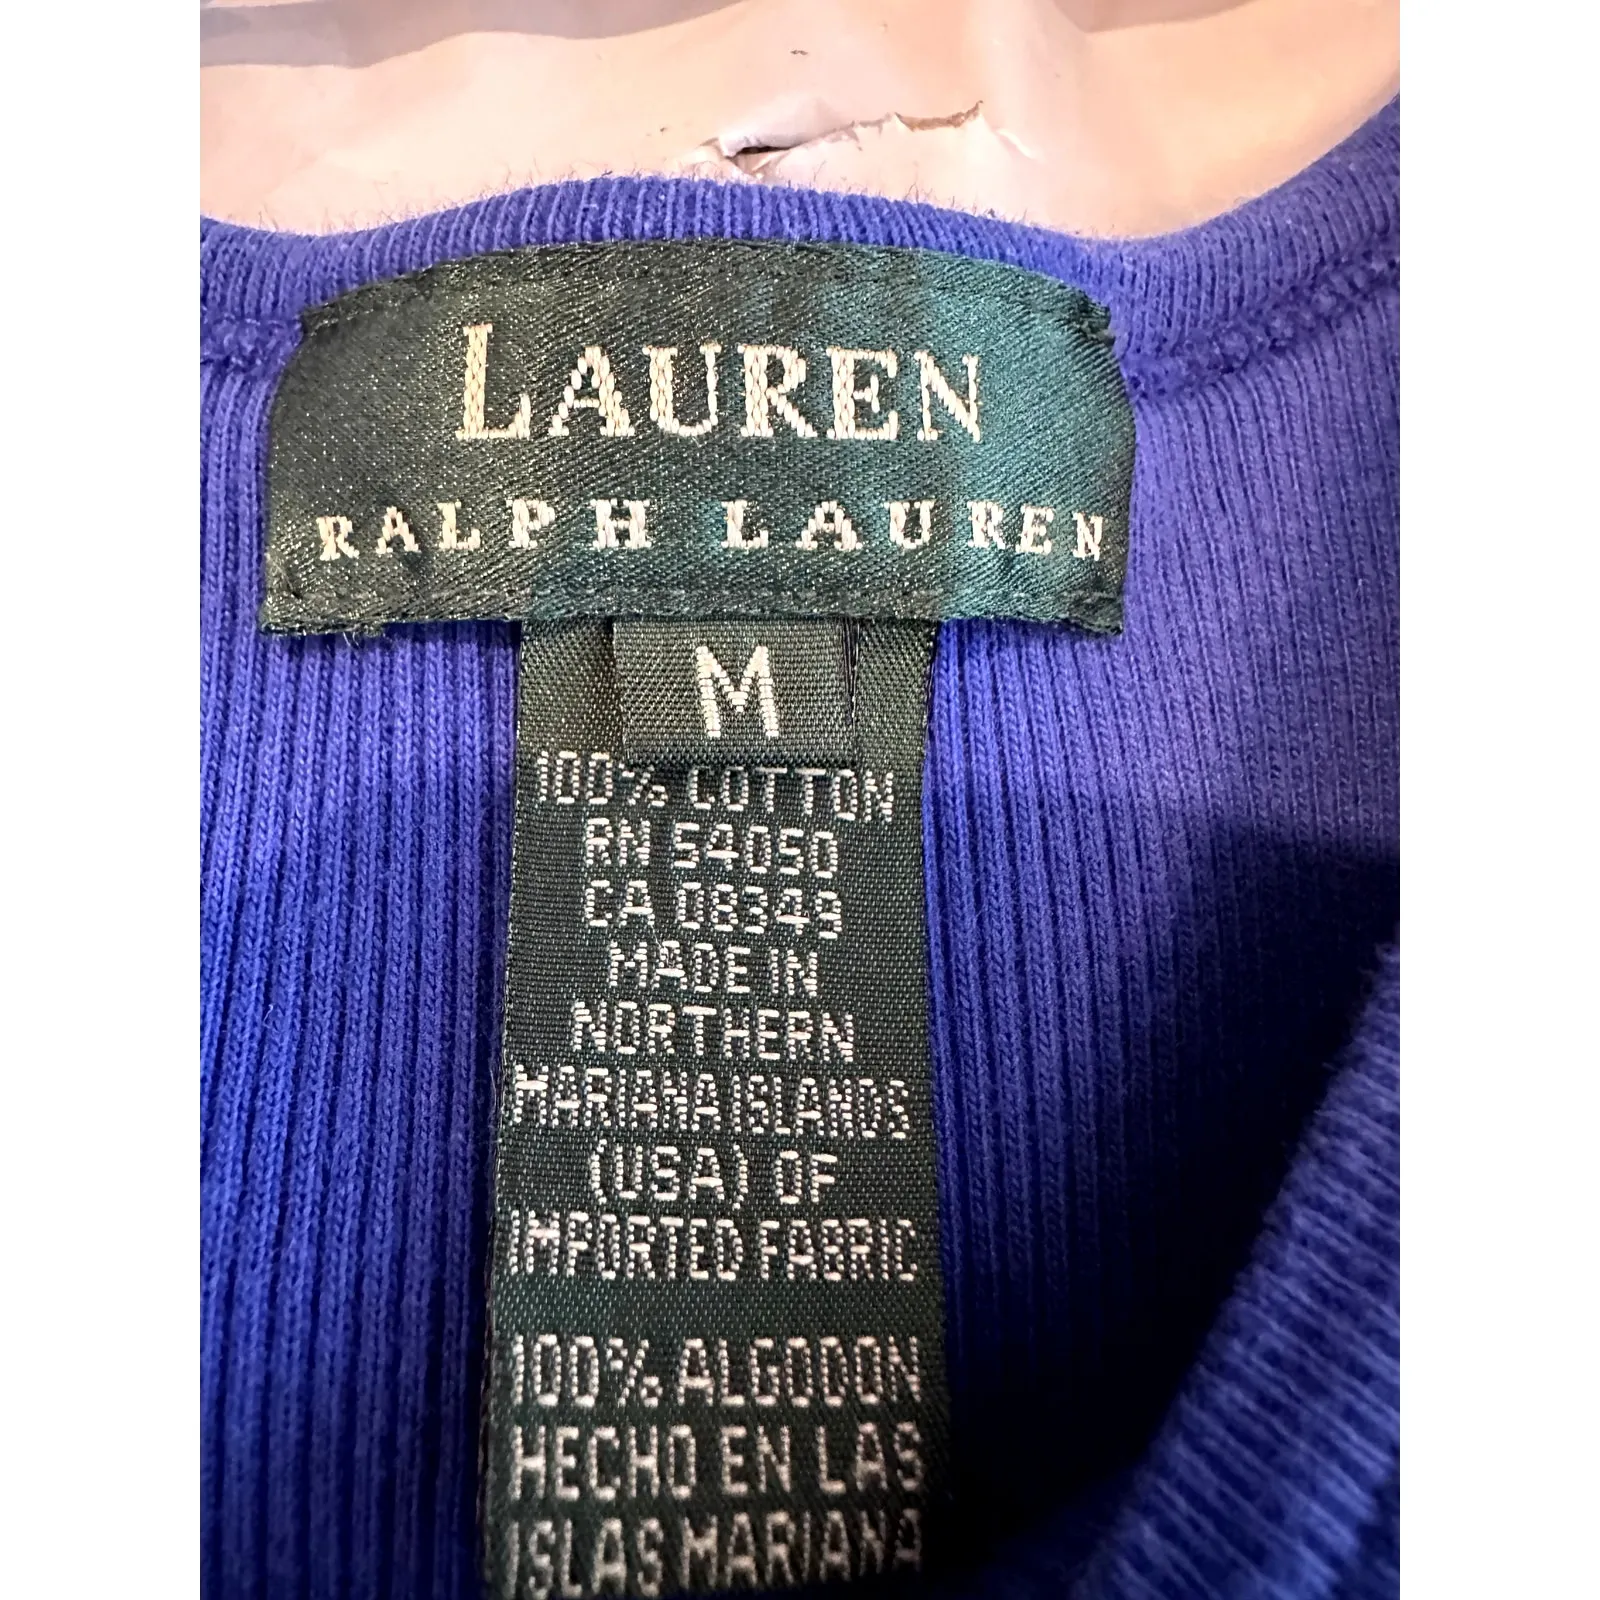 LAUREN
RALPH LAUREN
M
100% COTTON
RN 54050
CA 08349
MADE IN
NORTHERN
MARIANA ISLANDS
(USA) OF
IMPORTED FABRIC
100% ALGODON
HECHO EN LAS
ISLAS MARIANA